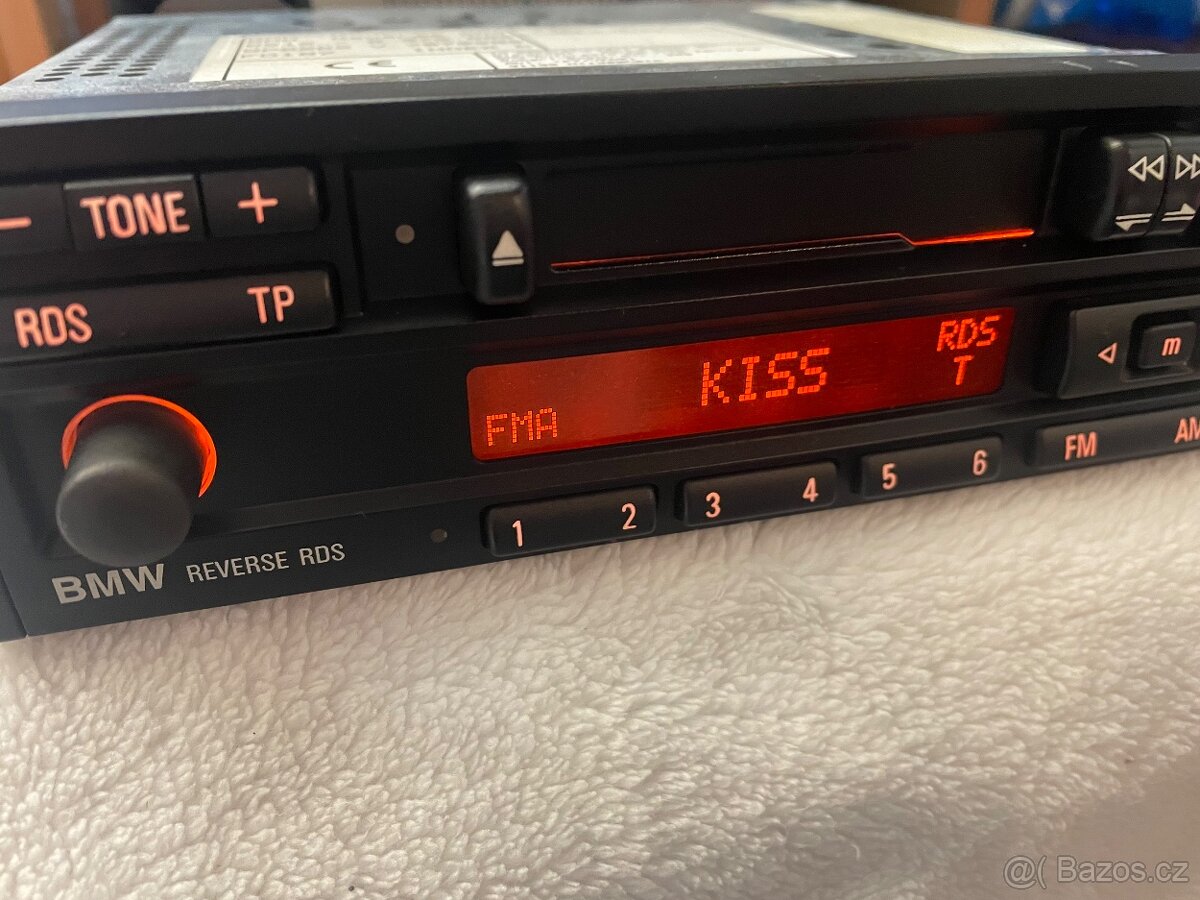 − TONE +
RDS TP
KISS
RDS
T
FMA
m
1 2 3 4 5 6 FM AM
BMW REVERSE RDS
@( Bazos.cz